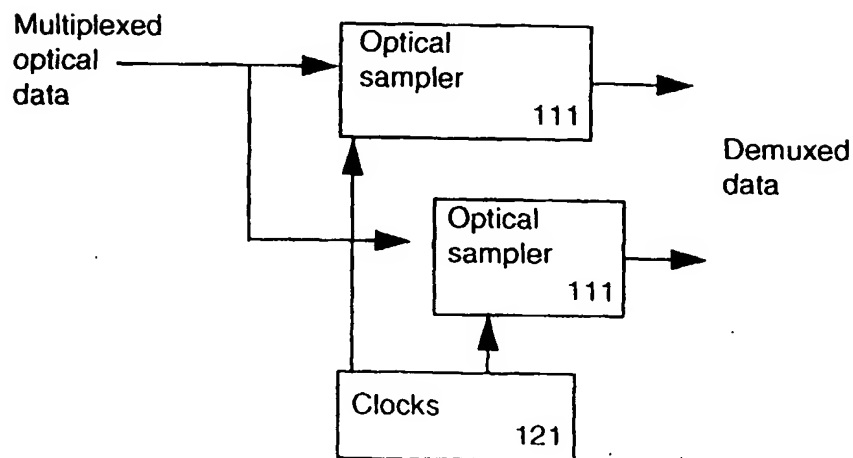 Multiplexed
optical
data
Optical
sampler
111
Demuxed
data
Optical
sampler
111
Clocks
121